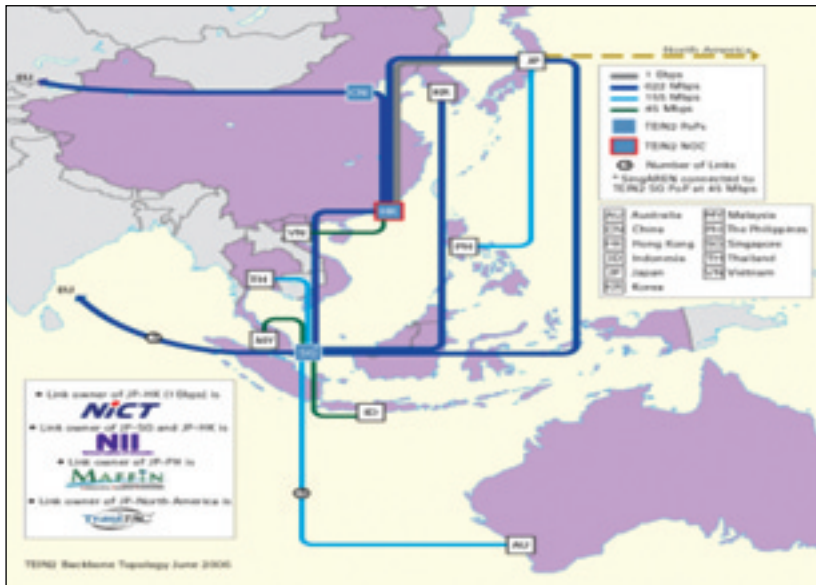 North America
JP
1 Gbps
622 Mbps
155 Mbps
45 Mbps
TEIN2 PoPs
TEIN2 NOC
Number of Links
* SingAREN connected to
TEIN2 SG PoP at 45 Mbps
EU
CN
KR
HK
VN
PH
TH
EU
MY
SG
ID
AU
AU Australia
CN China
HK Hong Kong
ID Indonesia
JP Japan
KR Korea
MY Malaysia
PH The Philippines
SG Singapore
TH Thailand
VN Vietnam
• Link owner of JP-HK (1Gbps) is
NiCT
• Link owner of JP-SG and JP-HK is
NII
• Link owner of JP-PH is
MAFFIN
• Link owner of JP-North America is
TransPAC
TEIN2 Backbone Topology June 2006